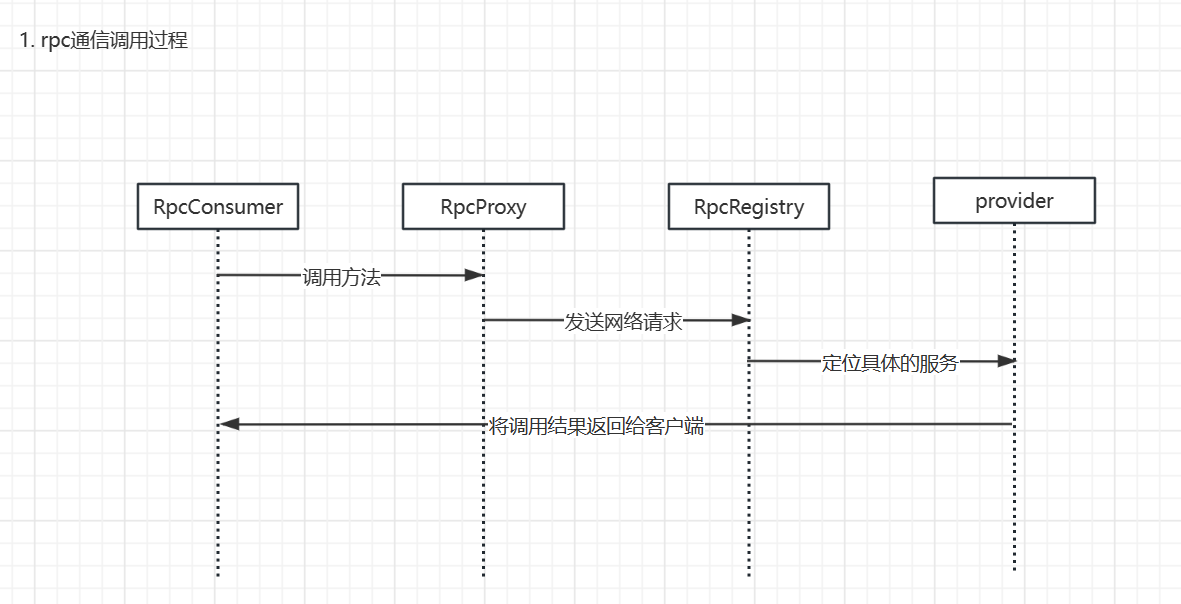 1. rpc通信调用过程
RpcConsumer
RpcProxy
RpcRegistry
provider
调用方法
发送网络请求
定位具体的服务
将调用结果返回给客户端